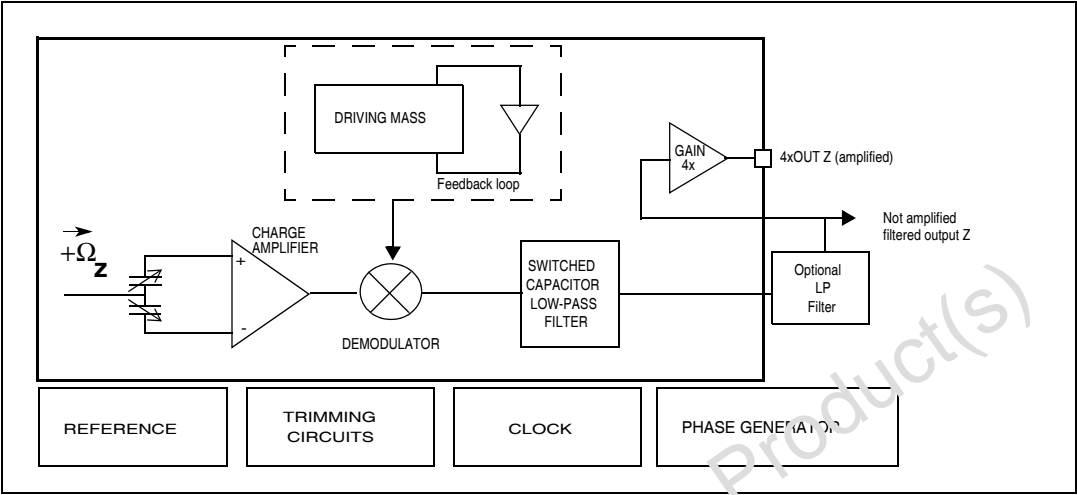 DRIVING MASS
Feedback loop
GAIN
4x
4xOUT Z (amplified)
Not amplified
filtered output Z
+Ω
z
CHARGE
AMPLIFIER
+
-
DEMODULATOR
SWITCHED
CAPACITOR
LOW-PASS
FILTER
Optional
LP
Filter
REFERENCE
TRIMMING
CIRCUITS
CLOCK
PHASE GENERATOR
Product(s)